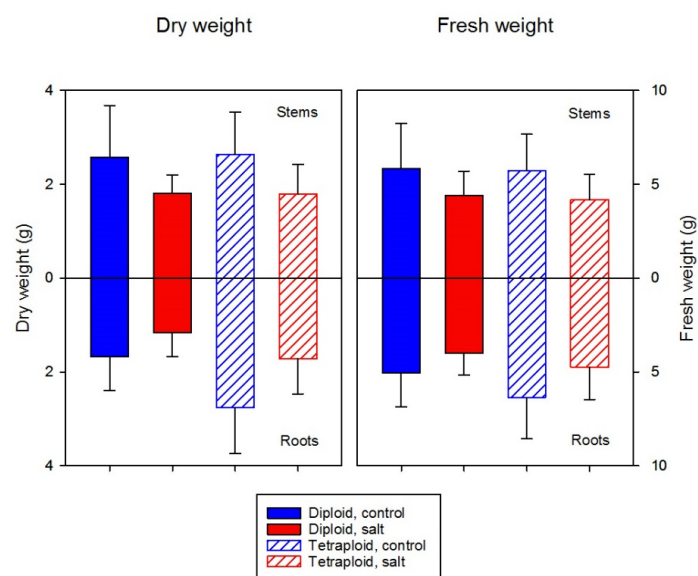 Dry weight
Fresh weight
4
2
0
2
4
Dry weight (g)
Stems
Roots
Stems
Roots
10
5
0
5
10
Fresh weight (g)
Diploid, control
Diploid, salt
Tetraploid, control
Tetraploid, salt